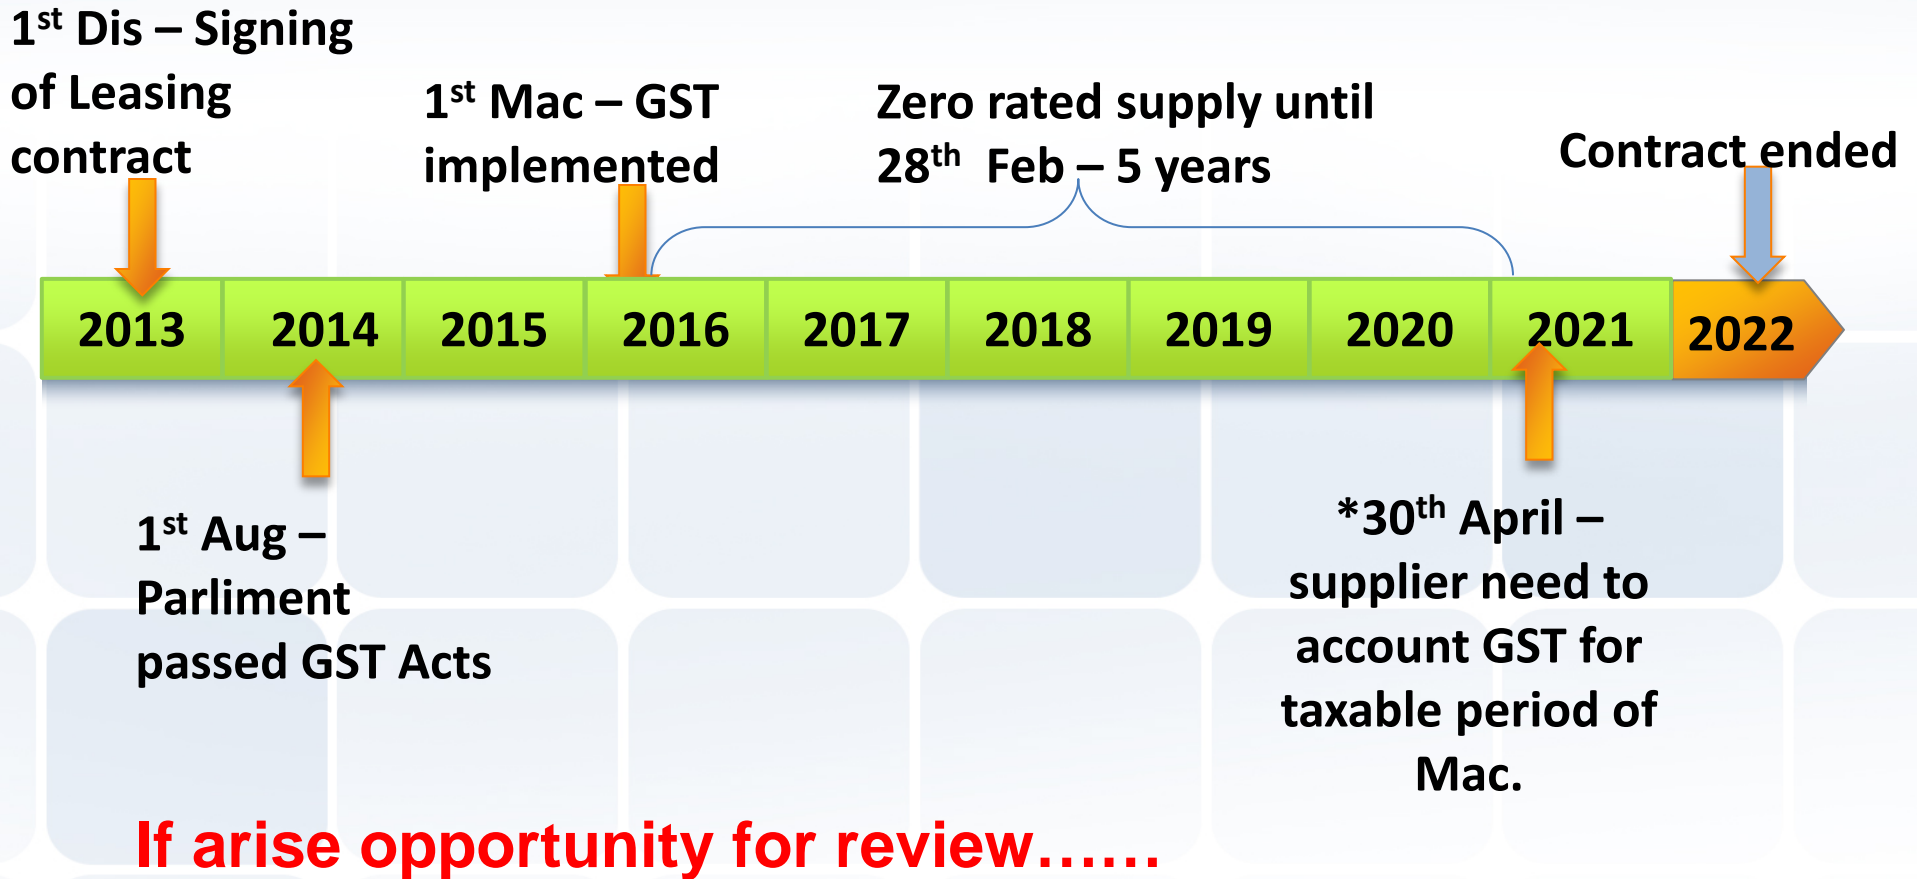 1st Dis – Signing
of Leasing
contract
1st Mac – GST
implemented
Zero rated supply until
28th Feb – 5 years
Contract ended
2013
2014
2015
2016
2017
2018
2019
2020
2021
2022
1st Aug –
Parliment
passed GST Acts
*30th April –
supplier need to
account GST for
taxable period of
Mac.
If arise opportunity for review......